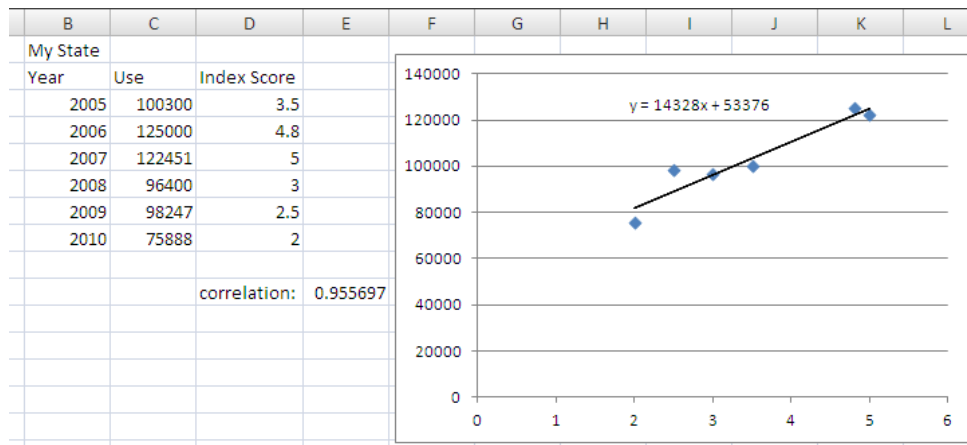 B C D E F G H I J K L
My State
Year Use Index Score
2005 100300 3.5
2006 125000 4.8
2007 122451 5
2008 96400 3
2009 98247 2.5
2010 75888 2
correlation: 0.955697
y = 14328x + 53376
140000
120000
100000
80000
60000
40000
20000
0
0 1 2 3 4 5 6